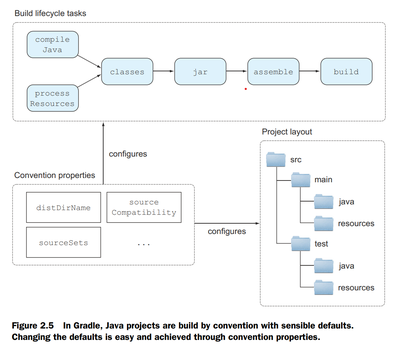 Build lifecycle tasks
compile
Java
process
Resources
classes
jar
assemble
build
configures
Convention properties
distDirName
source
Compatibility
sourceSets
...
configures
Project layout
src
main
java
resources
test
java
resources
Figure 2.5 In Gradle, Java projects are build by convention with sensible defaults.
Changing the defaults is easy and achieved through convention properties.